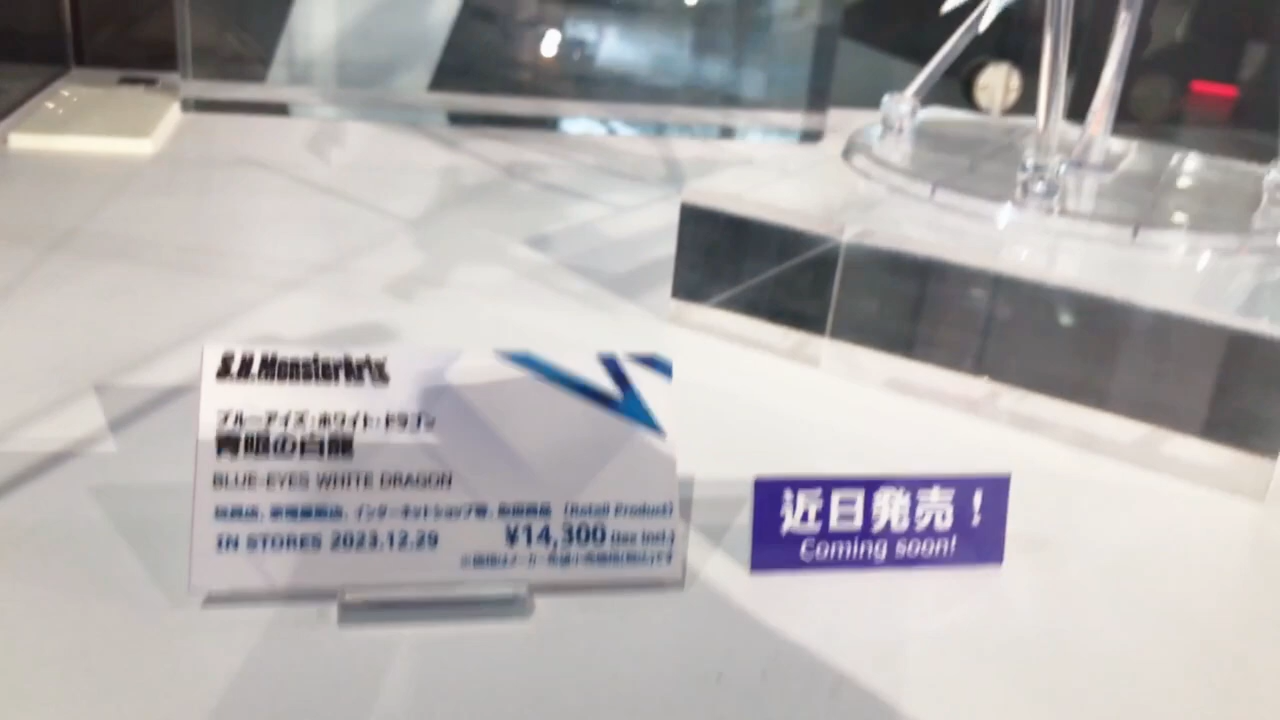 S.H.MonsterArts
ブルーアイズ・ホワイト・ドラゴン
青眼の白龍
BLUE-EYES WHITE DRAGON
(Retail Product)
IN STORES 2023.12.29
¥14,300 (tax incl.)
近日発売！
Coming soon!